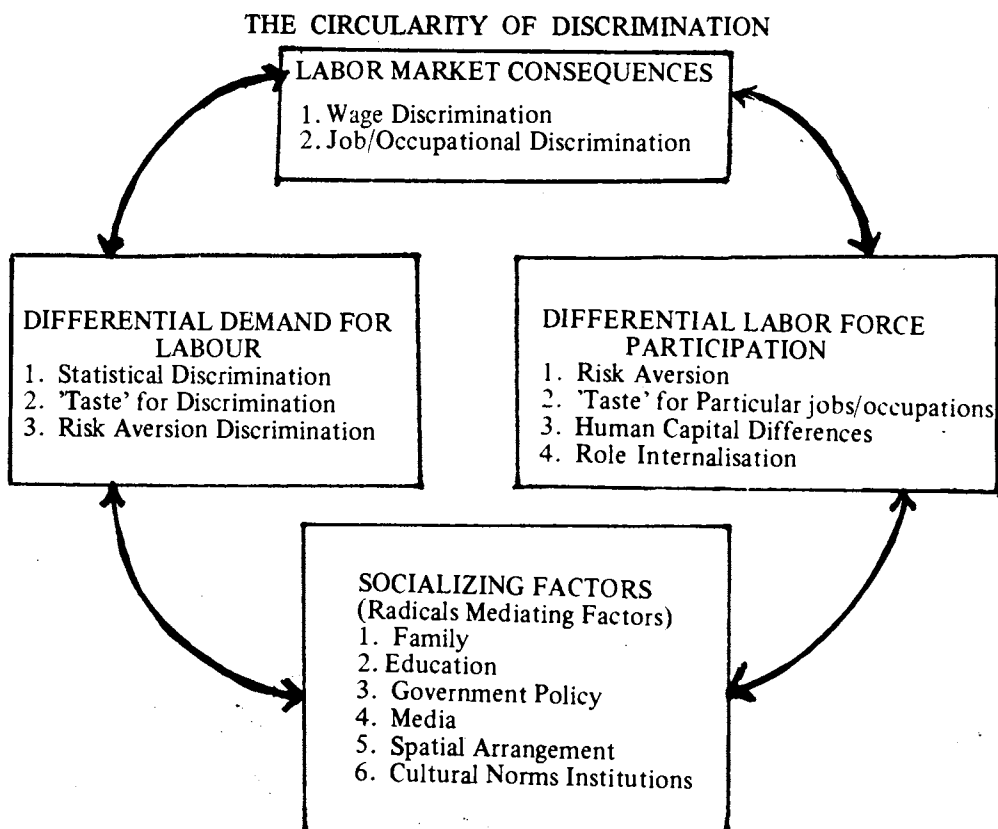 THE CIRCULARITY OF DISCRIMINATION
LABOR MARKET CONSEQUENCES
1. Wage Discrimination
2. Job/Occupational Discrimination
DIFFERENTIAL DEMAND FOR
LABOUR
1. Statistical Discrimination
2. 'Taste' for Discrimination
3. Risk Aversion Discrimination
DIFFERENTIAL LABOR FORCE
PARTICIPATION
1. Risk Aversion
2. 'Taste' for Particular jobs/occupations
3. Human Capital Differences
4. Role Internalisation
SOCIALIZING FACTORS
(Radicals Mediating Factors)
1. Family
2. Education
3. Government Policy
4. Media
5. Spatial Arrangement
6. Cultural Norms Institutions